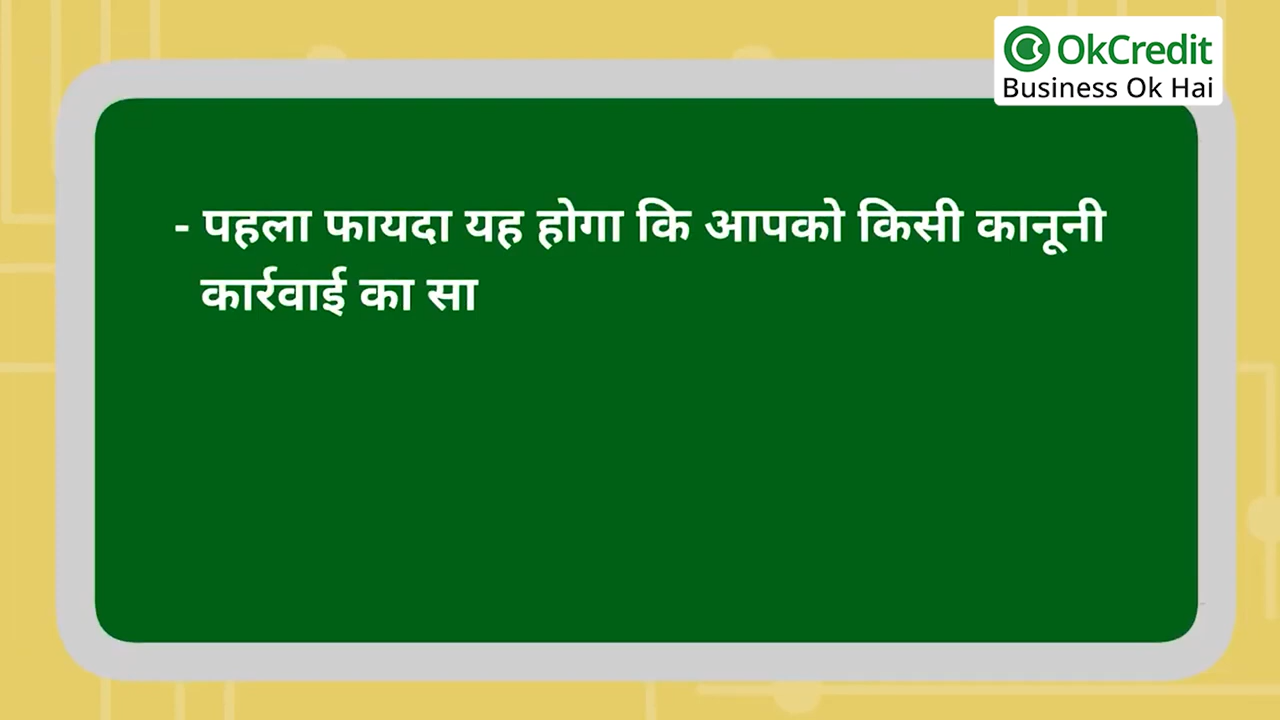 OkCredit
Business Ok Hai
- पहला फायदा यह होगा कि आपको किसी कानूनी
कार्रवाई का सा